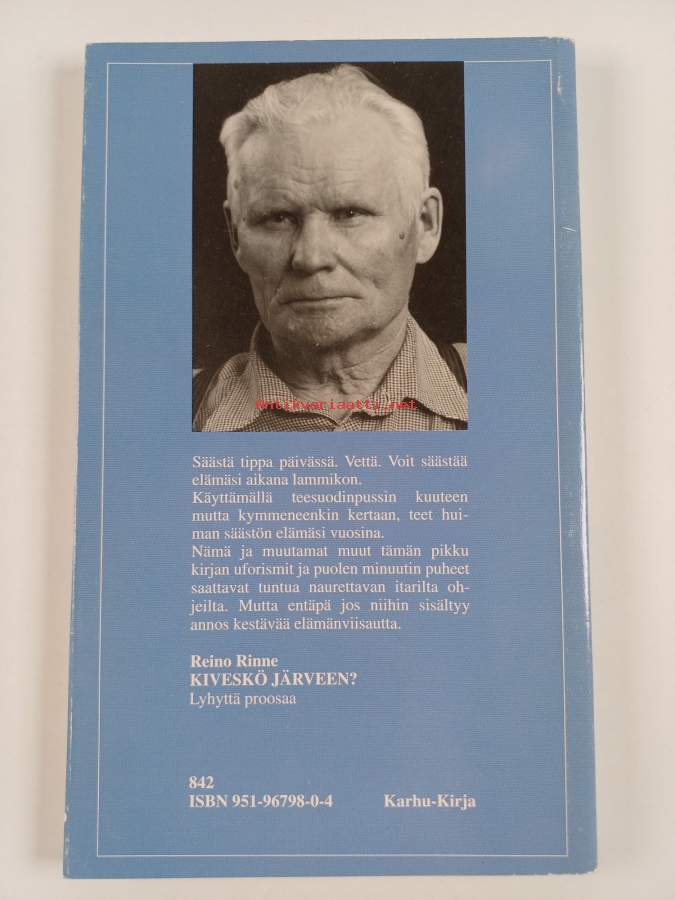 Antikvariaatti.net
Säästä tippa päivässä. Vettä. Voit säästää
elämäsi aikana lammikon.
Käyttämällä teesuodinpussin kuuteen
mutta kymmeneenkin kertaan, teet hui-
man säästön elämäsi vuosina.
Nämä ja muutamat muut tämän pikku
kirjan uforismit ja puolen minuutin puheet
saattavat tuntua naurettavan itarilta oh-
jeilta. Mutta entäpä jos niihin sisältyy
annos kestävää elämänviisautta.
Reino Rinne
KIVESKÖ JÄRVEEN?
Lyhyttä proosaa
842
ISBN 951-96798-0-4 Karhu-Kirja